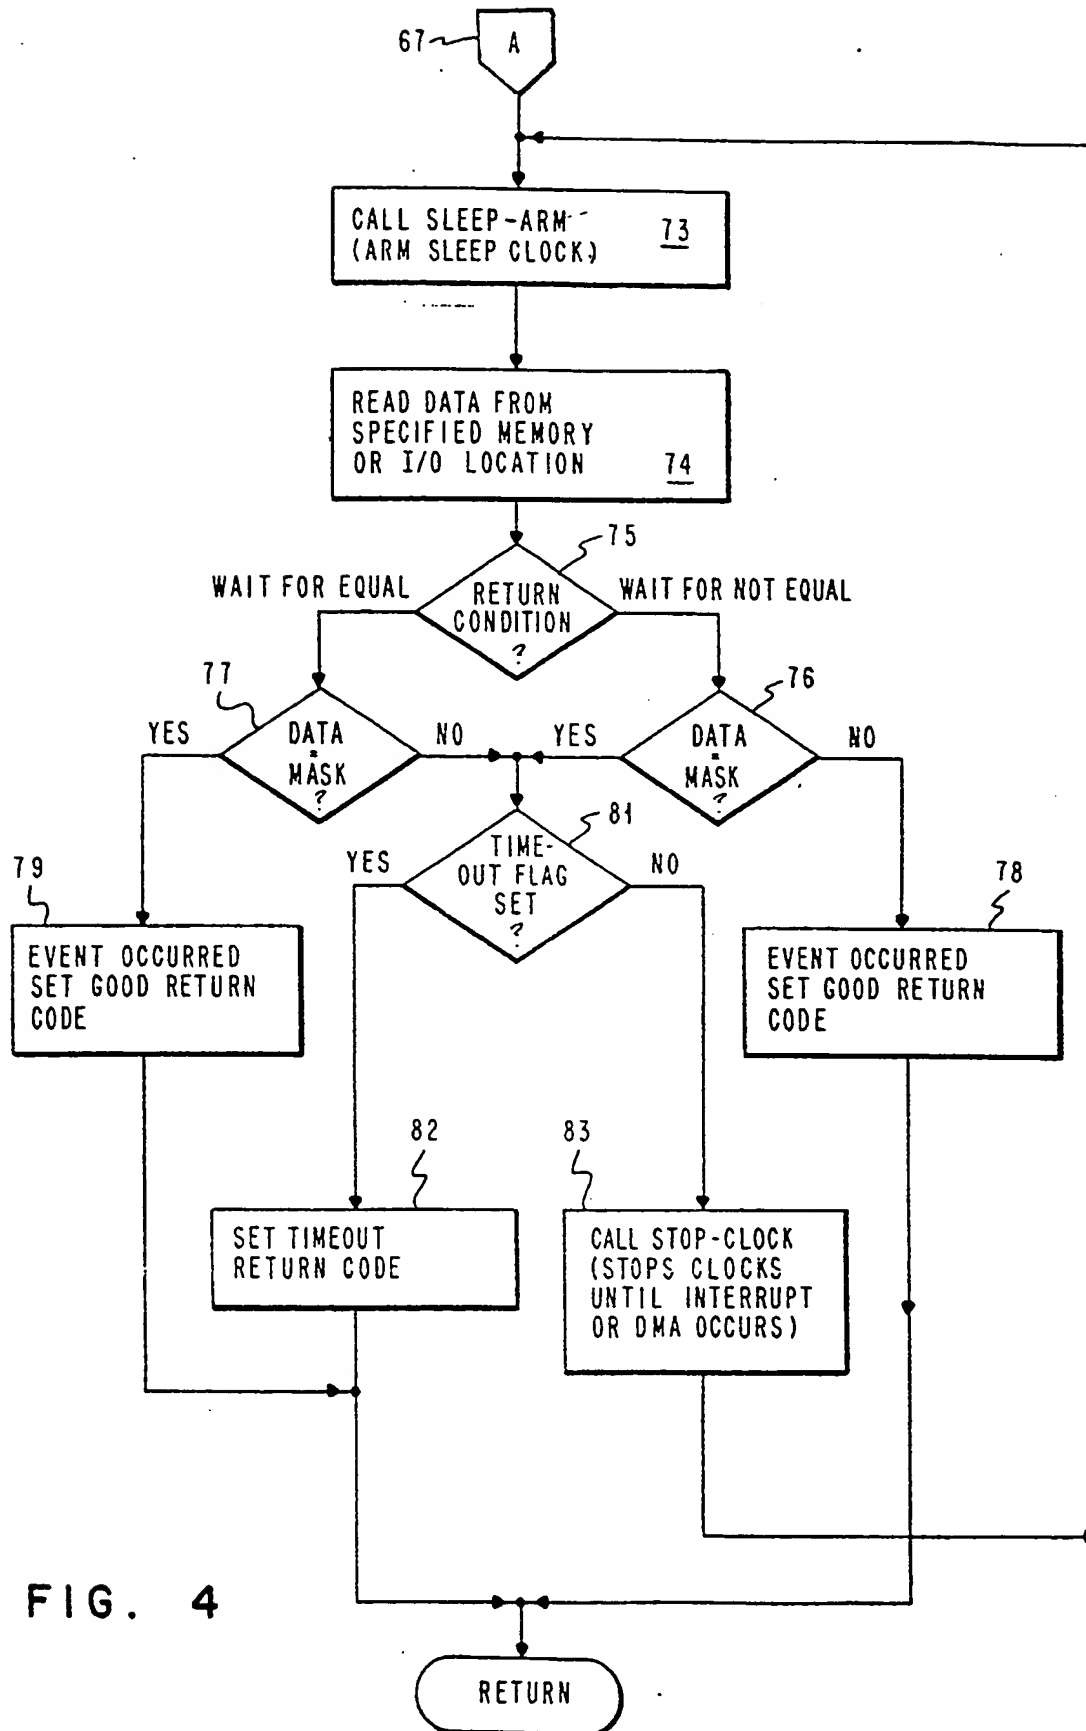 67
A
CALL SLEEP-ARM
(ARM SLEEP CLOCK)
73
READ DATA FROM
SPECIFIED MEMORY
OR I/O LOCATION
74
75
WAIT FOR EQUAL
RETURN
CONDITION
?
WAIT FOR NOT EQUAL
77
YES
DATA
=
MASK
?
NO
76
YES
DATA
=
MASK
?
NO
81
YES
TIME-
OUT FLAG
SET
?
NO
79
EVENT OCCURRED
SET GOOD RETURN
CODE
78
EVENT OCCURRED
SET GOOD RETURN
CODE
82
SET TIMEOUT
RETURN CODE
83
CALL STOP-CLOCK
(STOPS CLOCKS
UNTIL INTERRUPT
OR DMA OCCURS)
FIG. 4
RETURN